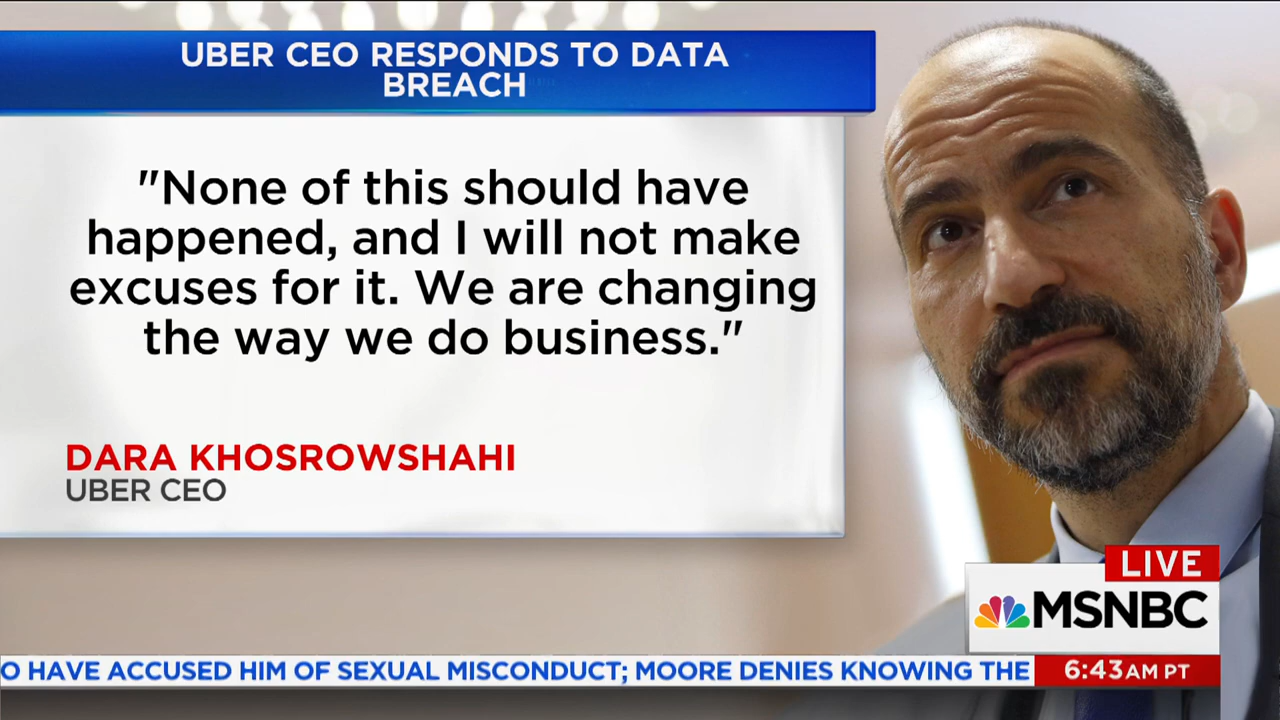 UBER CEO RESPONDS TO DATA
BREACH
"None of this should have
happened, and I will not make
excuses for it. We are changing
the way we do business."
DARA KHOSROWSHAHI
UBER CEO
LIVE
MSNBC
O HAVE ACCUSED HIM OF SEXUAL MISCONDUCT; MOORE DENIES KNOWING THE
6:43AM PT